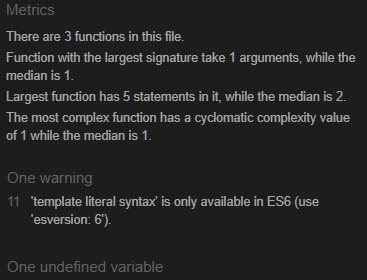 Metrics
There are 3 functions in this file.
Function with the largest signature take 1 arguments, while the
median is 1.
Largest function has 5 statements in it, while the median is 2.
The most complex function has a cyclomatic complexity value
of 1 while the median is 1.
One warning
11 'template literal syntax' is only available in ES6 (use
'esversion: 6').
One undefined variable